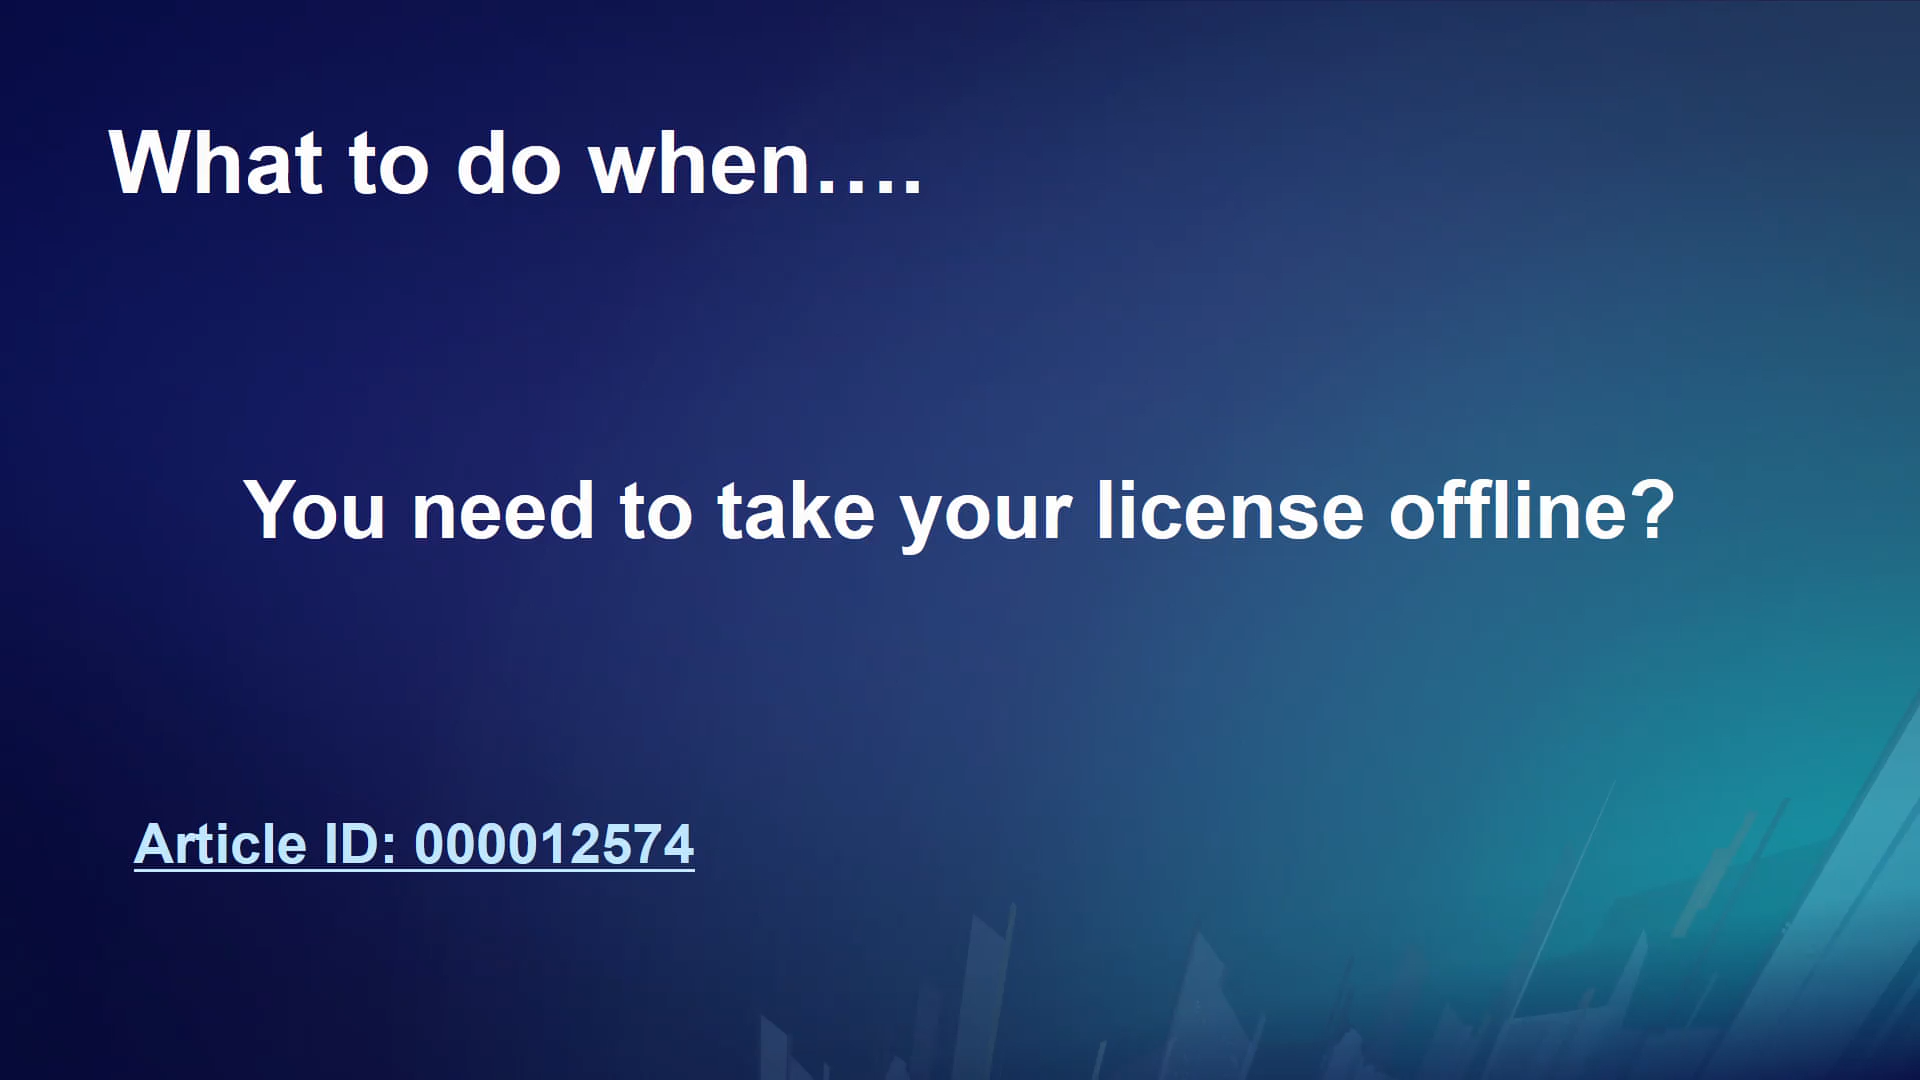 What to do when....
You need to take your license offline?
Article ID: 000012574